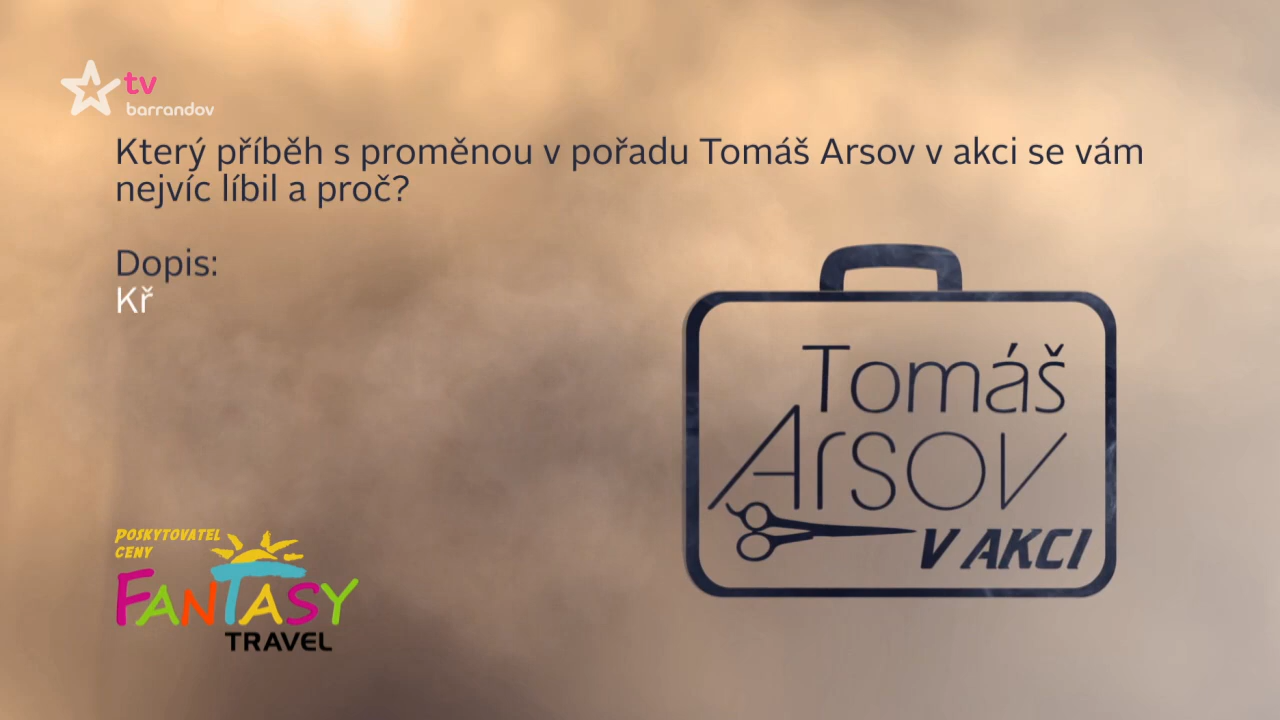 tv
barrandov
Který příběh s proměnou v pořadu Tomáš Arsov v akci se vám
nejvíc líbil a proč?
Dopis:
Kř
Tomáš
Arsov
V AKCI
POSKYTOVATEL
CENY
FANTASY
TRAVEL